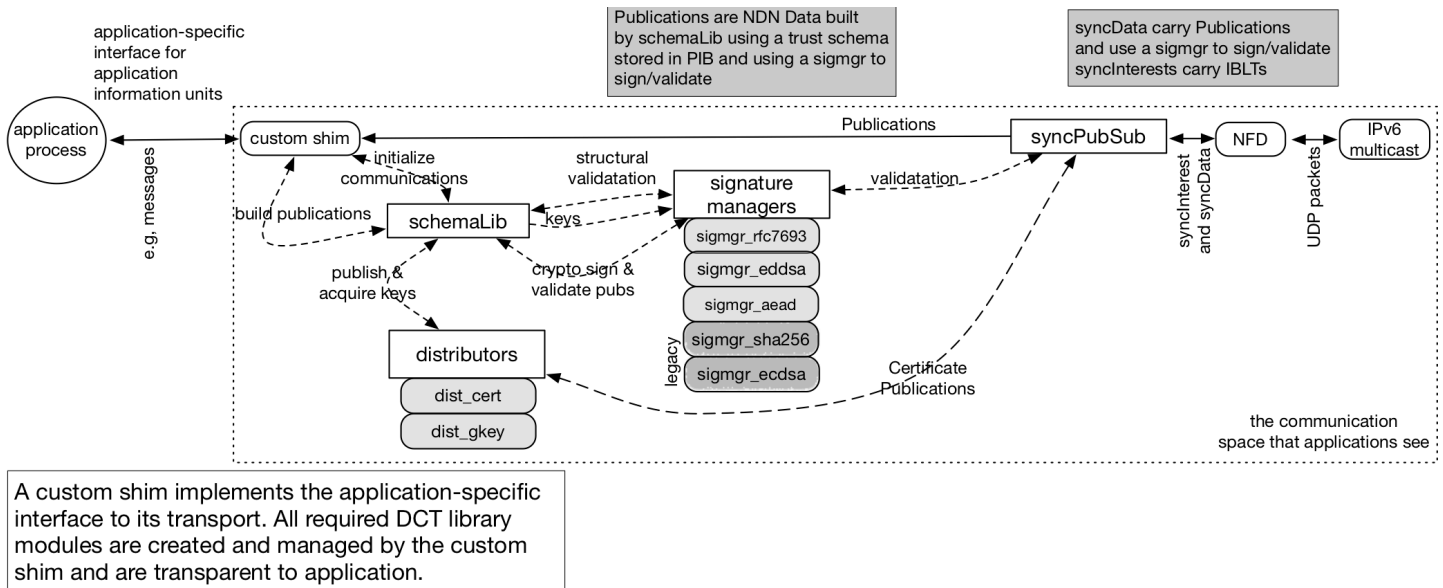 Publications are NDN Data built
by schemaLib using a trust schema
stored in PIB and using a sigmgr to
sign/validate
syncData carry Publications
and use a sigmgr to sign/validate
syncInterests carry IBLTs
application-specific
interface for
application
information units
application
process
e.g, messages
custom shim
Publications
syncPubSub
NFD
IPv6
multicast
syncInterest
and syncData
UDP packets
initialize
communications
structural
validatation
signature
managers
validatation
build publications
schemaLib
keys
sigmgr_rfc7693
sigmgr_eddsa
sigmgr_aead
sigmgr_sha256
sigmgr_ecdsa
legacy
publish &
acquire keys
crypto sign &
validate pubs
distributors
dist_cert
dist_gkey
Certificate
Publications
the communication
space that applications see
A custom shim implements the application-specific
interface to its transport. All required DCT library
modules are created and managed by the custom
shim and are transparent to application.